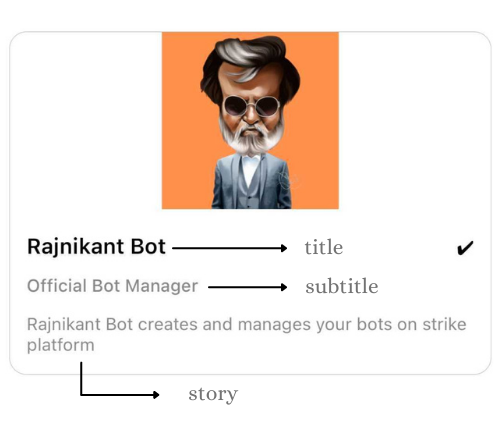 Rajnikant Bot
title
✔
Official Bot Manager
subtitle
Rajnikant Bot creates and manages your bots on strike
platform
story